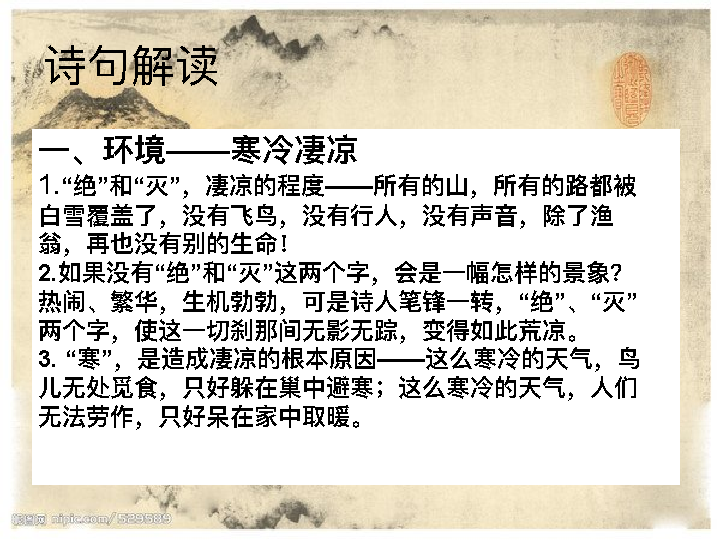 诗句解读
一、环境——寒冷凄凉
1.“绝”和“灭”，凄凉的程度——所有的山，所有的路都被
白雪覆盖了，没有飞鸟，没有行人，没有声音，除了渔
翁，再也没有别的生命！
2.如果没有“绝”和“灭”这两个字，会是一幅怎样的景象？
热闹、繁华，生机勃勃，可是诗人笔锋一转，“绝”、“灭”
两个字，使这一切刹那间无影无踪，变得如此荒凉。
3. “寒”，是造成凄凉的根本原因——这么寒冷的天气，鸟
儿无处觅食，只好躲在巢中避寒；这么寒冷的天气，人们
无法劳作，只好呆在家中取暖。
nipic.com/529589